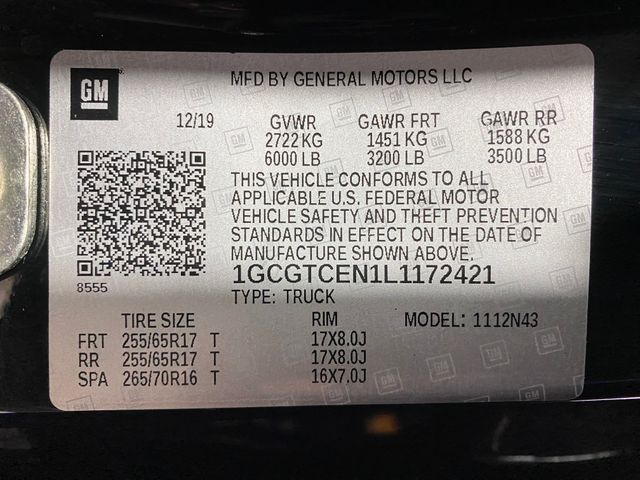 GM
MFD BY GENERAL MOTORS LLC
12/19 GVWR GAWR FRT GAWR RR
2722 KG 1451 KG 1588 KG
6000 LB 3200 LB 3500 LB
THIS VEHICLE CONFORMS TO ALL
APPLICABLE U.S. FEDERAL MOTOR
VEHICLE SAFETY AND THEFT PREVENTION
STANDARDS IN EFFECT ON THE DATE OF
MANUFACTURE SHOWN ABOVE.
8555
1GCGTCEN1L1172421
TYPE: TRUCK
TIRE SIZE RIM MODEL: 1112N43
FRT 255/65R17 T 17X8.0J
RR 255/65R17 T 17X8.0J
SPA 265/70R16 T 16X7.0J